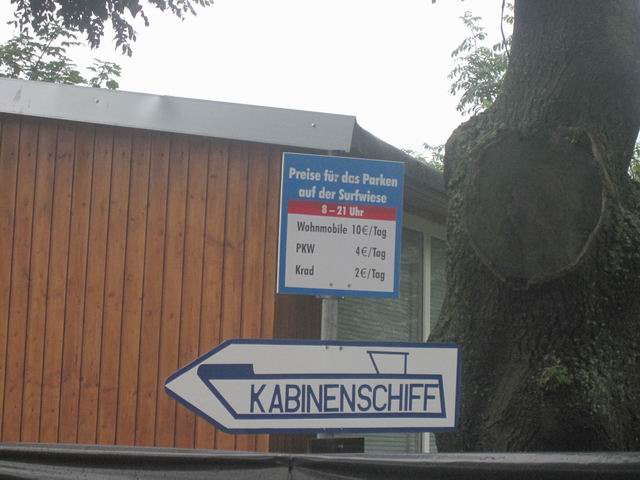 Preise für das Parken
auf der Surfwiese
8 – 21 Uhr
Wohnmobile 10€/Tag
PKW 4€/Tag
Krad 2€/Tag
KABINENSCHIFF